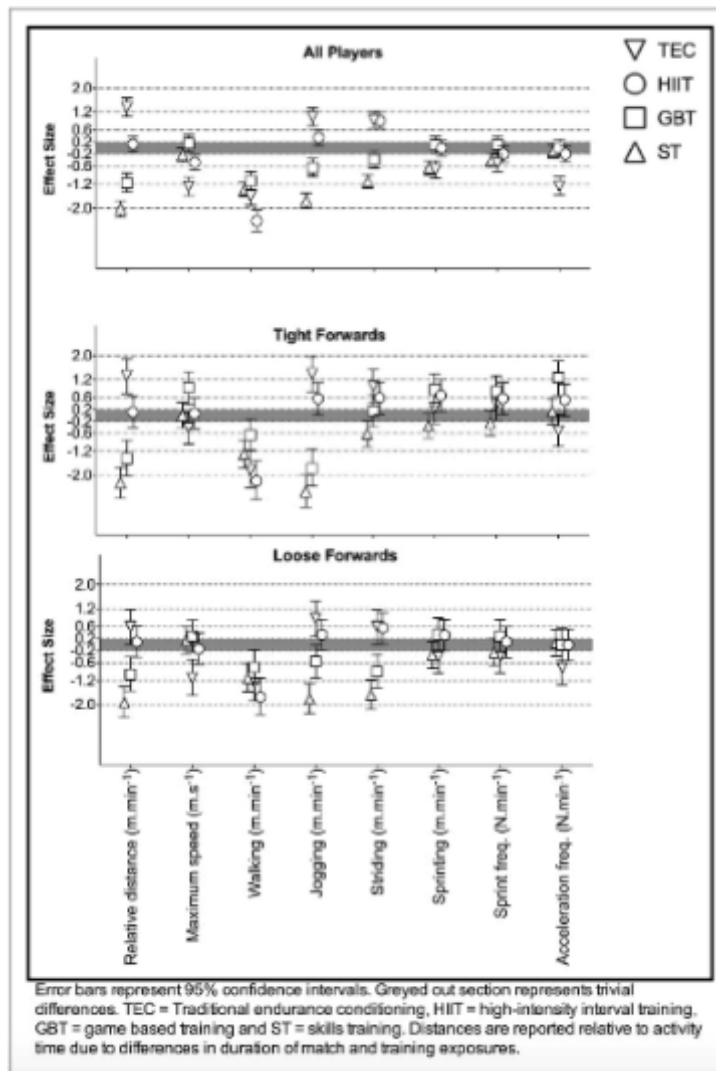 All Players
TEC
HIIT
GBT
ST
Effect Size
2.0
1.2
0.6
0.2
-0.2
-0.6
-1.2
-2.0
Tight Forwards
Effect Size
2.0
1.2
0.6
0.2
-0.2
-0.6
-1.2
-2.0
Loose Forwards
Effect Size
2.0
1.2
0.6
0.2
-0.2
-0.6
-1.2
-2.0
Relative distance (m.min⁻¹)
Maximum speed (m.s⁻¹)
Walking (m.min⁻¹)
Jogging (m.min⁻¹)
Striding (m.min⁻¹)
Sprinting (m.min⁻¹)
Sprint freq. (N.min⁻¹)
Acceleration freq. (N.min⁻¹)
Error bars represent 95% confidence intervals. Greyed out section represents trivial
differences. TEC = Traditional endurance conditioning, HIIT = high-intensity interval training,
GBT = game based training and ST = skills training. Distances are reported relative to activity
time due to differences in duration of match and training exposures.